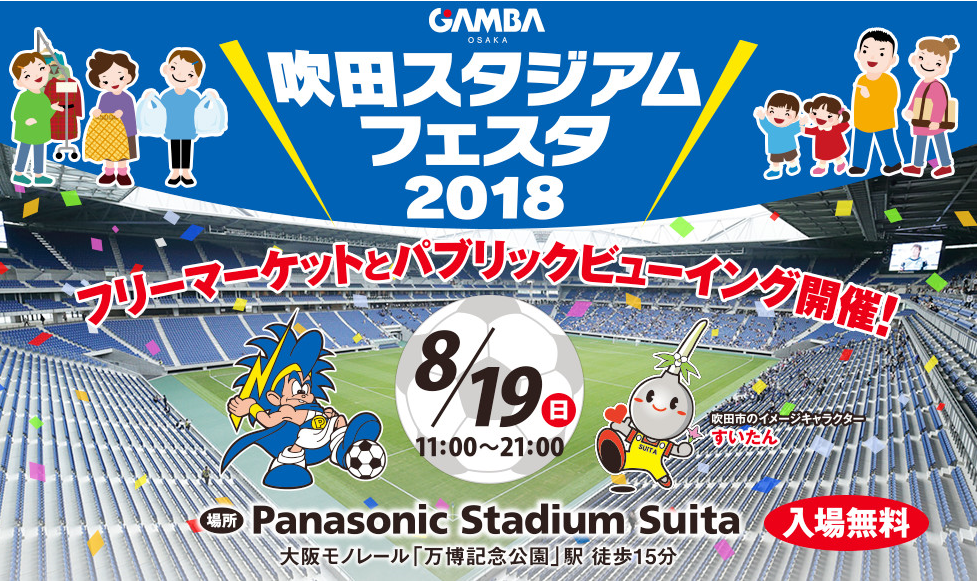 GAMBA
OSAKA
吹田スタジアム
フェスタ
2018
フリーマーケットとパブリックビューイング開催!
8/19日
11:00～21:00
P
SUITA
吹田市のイメージキャラクター
すいたん
場所 Panasonic Stadium Suita
入場無料
大阪モノレール「万博記念公園」駅 徒歩15分